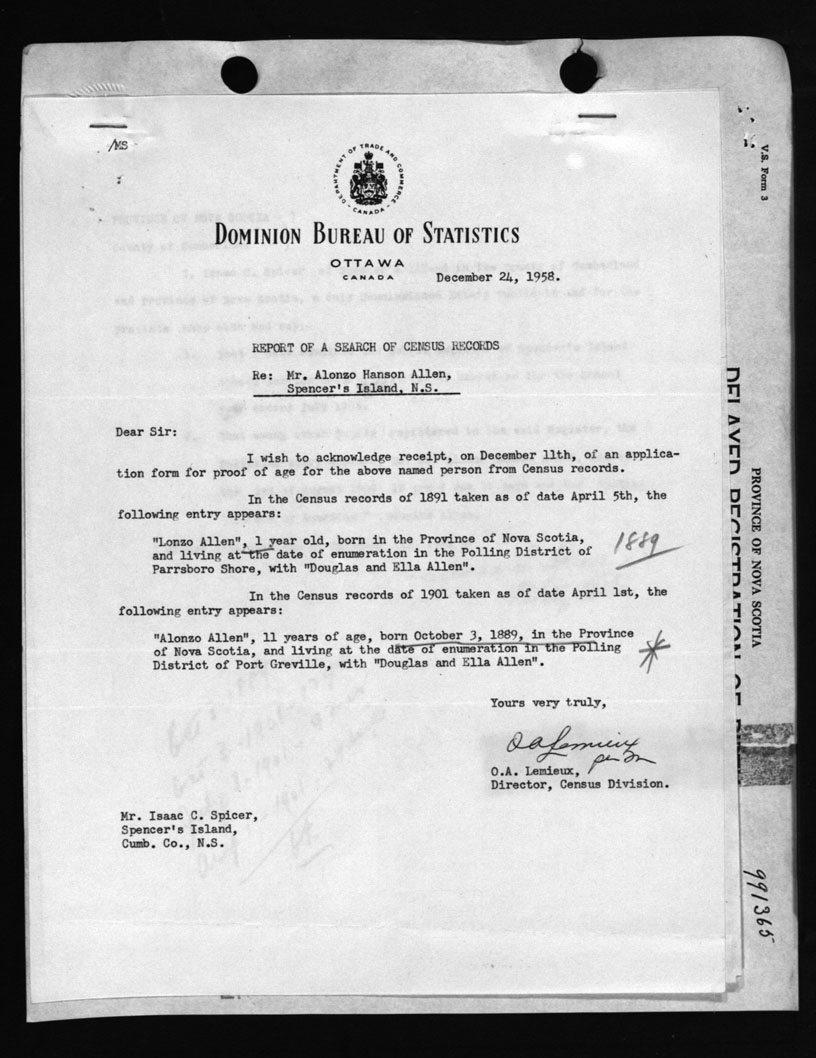 /MS
DEPARTMENT OF TRADE AND COMMERCE
- CANADA -
DOMINION BUREAU OF STATISTICS
OTTAWA
CANADA
December 24, 1958.
REPORT OF A SEARCH OF CENSUS RECORDS
Re: Mr. Alonzo Hanson Allen,
Spencer's Island, N.S.
Dear Sir:
I wish to acknowledge receipt, on December 11th, of an applica-
tion form for proof of age for the above named person from Census records.
In the Census records of 1891 taken as of date April 5th, the
following entry appears:
"Lonzo Allen", 1 year old, born in the Province of Nova Scotia,
and living at the date of enumeration in the Polling District of
Parrsboro Shore, with "Douglas and Ella Allen".
1889
In the Census records of 1901 taken as of date April 1st, the
following entry appears:
"Alonzo Allen", 11 years of age, born October 3, 1889, in the Province
of Nova Scotia, and living at the date of enumeration in the Polling
District of Port Greville, with "Douglas and Ella Allen".
Yours very truly,
O A Lemieux
per
O.A. Lemieux,
Director, Census Division.
Mr. Isaac C. Spicer,
Spencer's Island,
Cumb. Co., N.S.
V.S. Form 3
PROVINCE OF NOVA SCOTIA
DELAYED REGISTRATION OF
991365